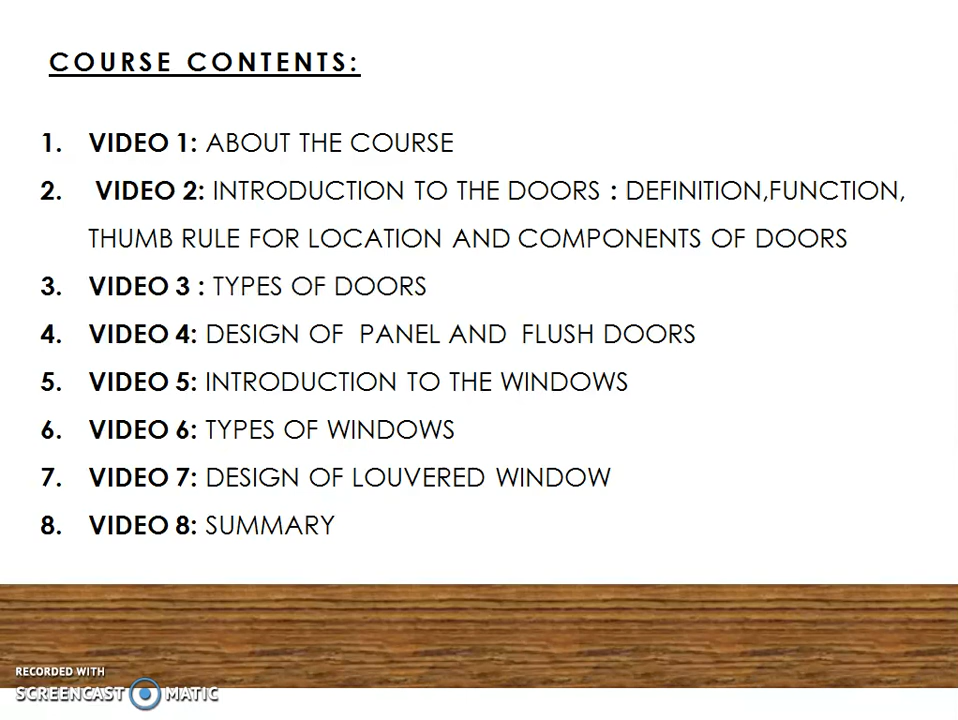 COURSE CONTENTS:
1. VIDEO 1: ABOUT THE COURSE
2. VIDEO 2: INTRODUCTION TO THE DOORS : DEFINITION,FUNCTION,
THUMB RULE FOR LOCATION AND COMPONENTS OF DOORS
3. VIDEO 3 : TYPES OF DOORS
4. VIDEO 4: DESIGN OF PANEL AND FLUSH DOORS
5. VIDEO 5: INTRODUCTION TO THE WINDOWS
6. VIDEO 6: TYPES OF WINDOWS
7. VIDEO 7: DESIGN OF LOUVERED WINDOW
8. VIDEO 8: SUMMARY
RECORDED WITH
SCREENCAST MATIC